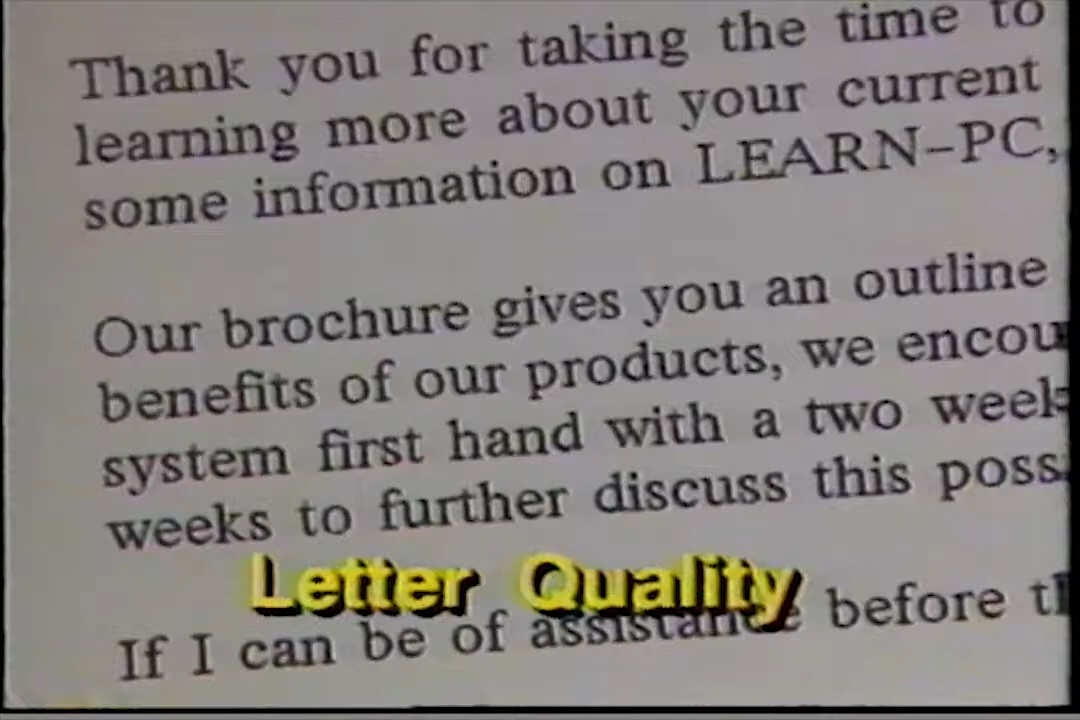 Thank you for taking the time to
learning more about your current
some information on LEARN-PC,
Our brochure gives you an outline
benefits of our products, we encou
system first hand with a two week
weeks to further discuss this poss
Letter Quality
If I can be of assistance before th